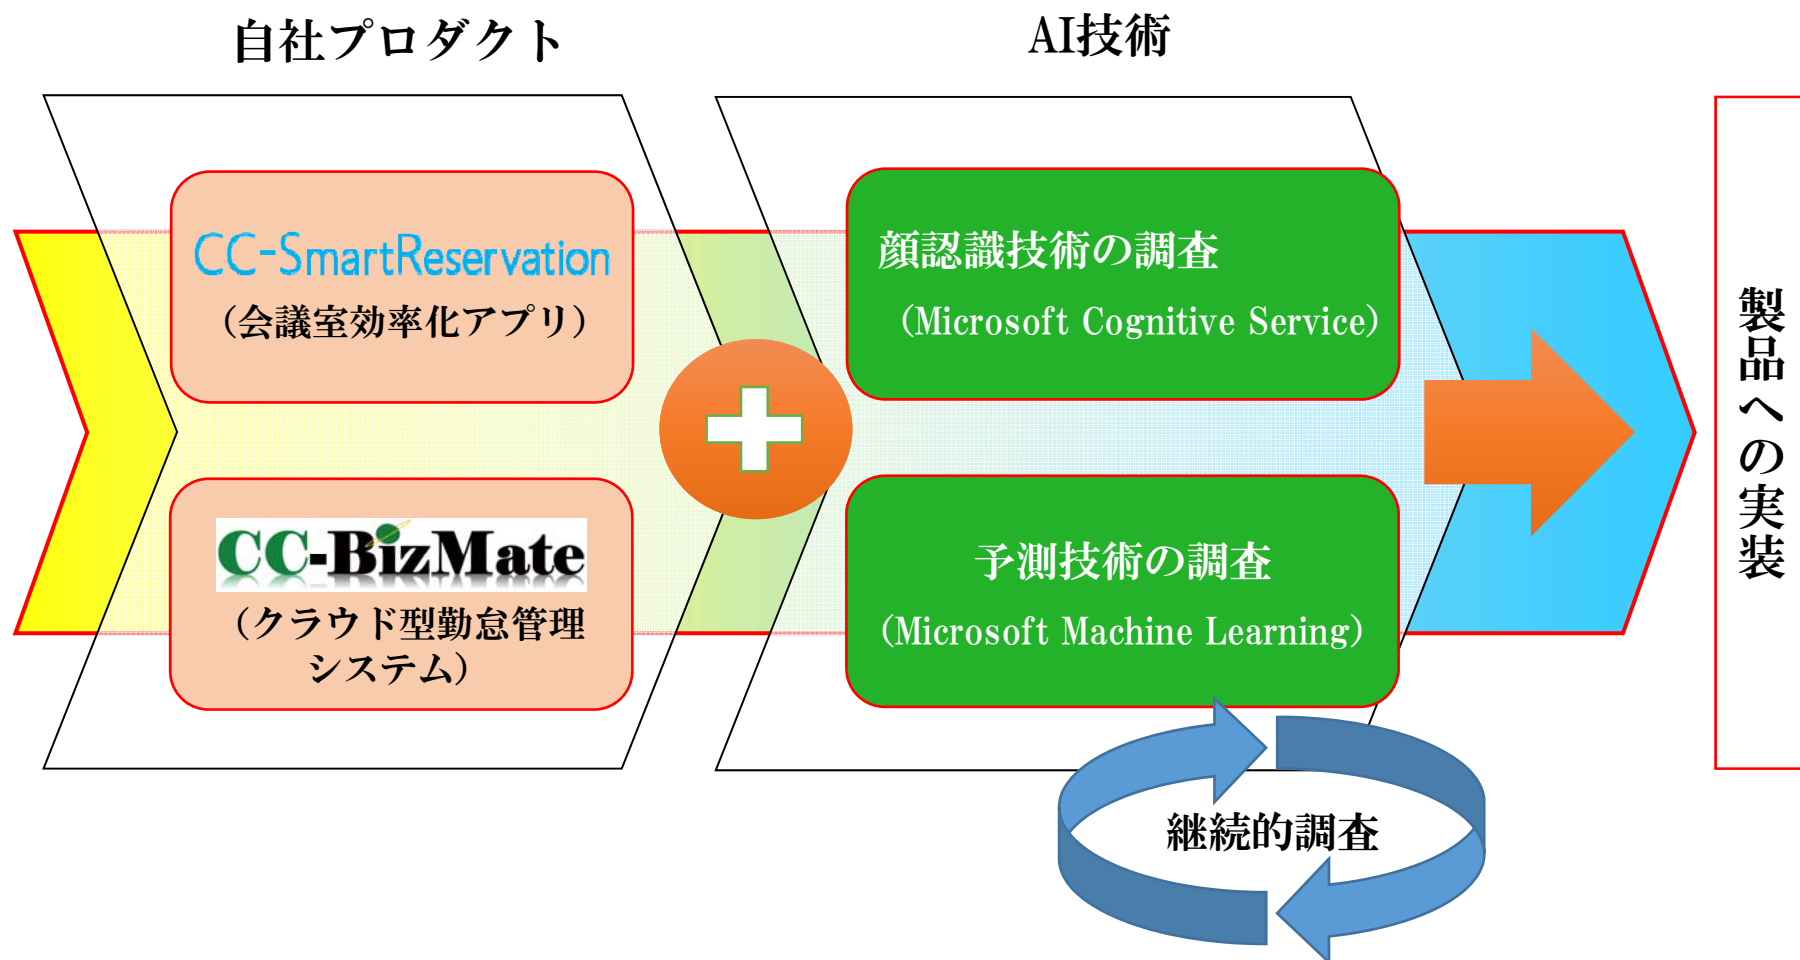 自社プロダクト
CC-SmartReservation
（会議室効率化アプリ）
CC-BizMate
（クラウド型勤怠管理
システム）
AI技術
顔認識技術の調査
（Microsoft Cognitive Service）
予測技術の調査
（Microsoft Machine Learning）
継続的調査
製品への実装